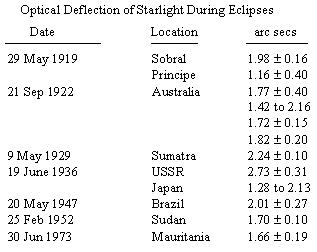 Optical Deflection of Starlight During Eclipses
Date Location arc secs
29 May 1919 Sobral 1.98 ± 0.16
Principe 1.16 ± 0.40
21 Sep 1922 Australia 1.77 ± 0.40
1.42 to 2.16
1.72 ± 0.15
1.82 ± 0.20
9 May 1929 Sumatra 2.24 ± 0.10
19 June 1936 USSR 2.73 ± 0.31
Japan 1.28 to 2.13
20 May 1947 Brazil 2.01 ± 0.27
25 Feb 1952 Sudan 1.70 ± 0.10
30 Jun 1973 Mauritania 1.66 ± 0.19